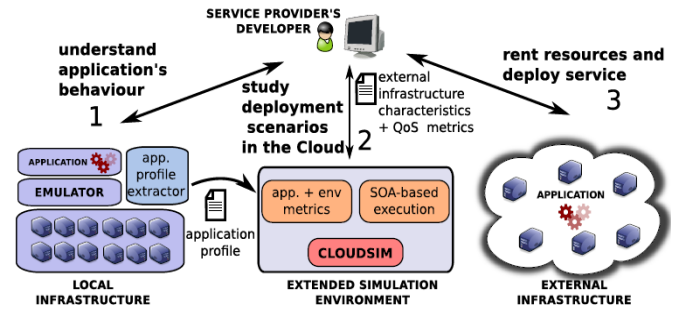 SERVICE PROVIDER'S
DEVELOPER
understand
application's
behaviour
1
study
deployment
scenarios
in the Cloud
2
external
infrastructure
characteristics
+ QoS metrics
rent resources and
deploy service
3
APPLICATION
EMULATOR
app.
profile
extractor
application
profile
app. + env
metrics
SOA-based
execution
CLOUDSIM
APPLICATION
LOCAL
INFRASTRUCTURE
EXTENDED SIMULATION
ENVIRONMENT
EXTERNAL
INFRASTRUCTURE